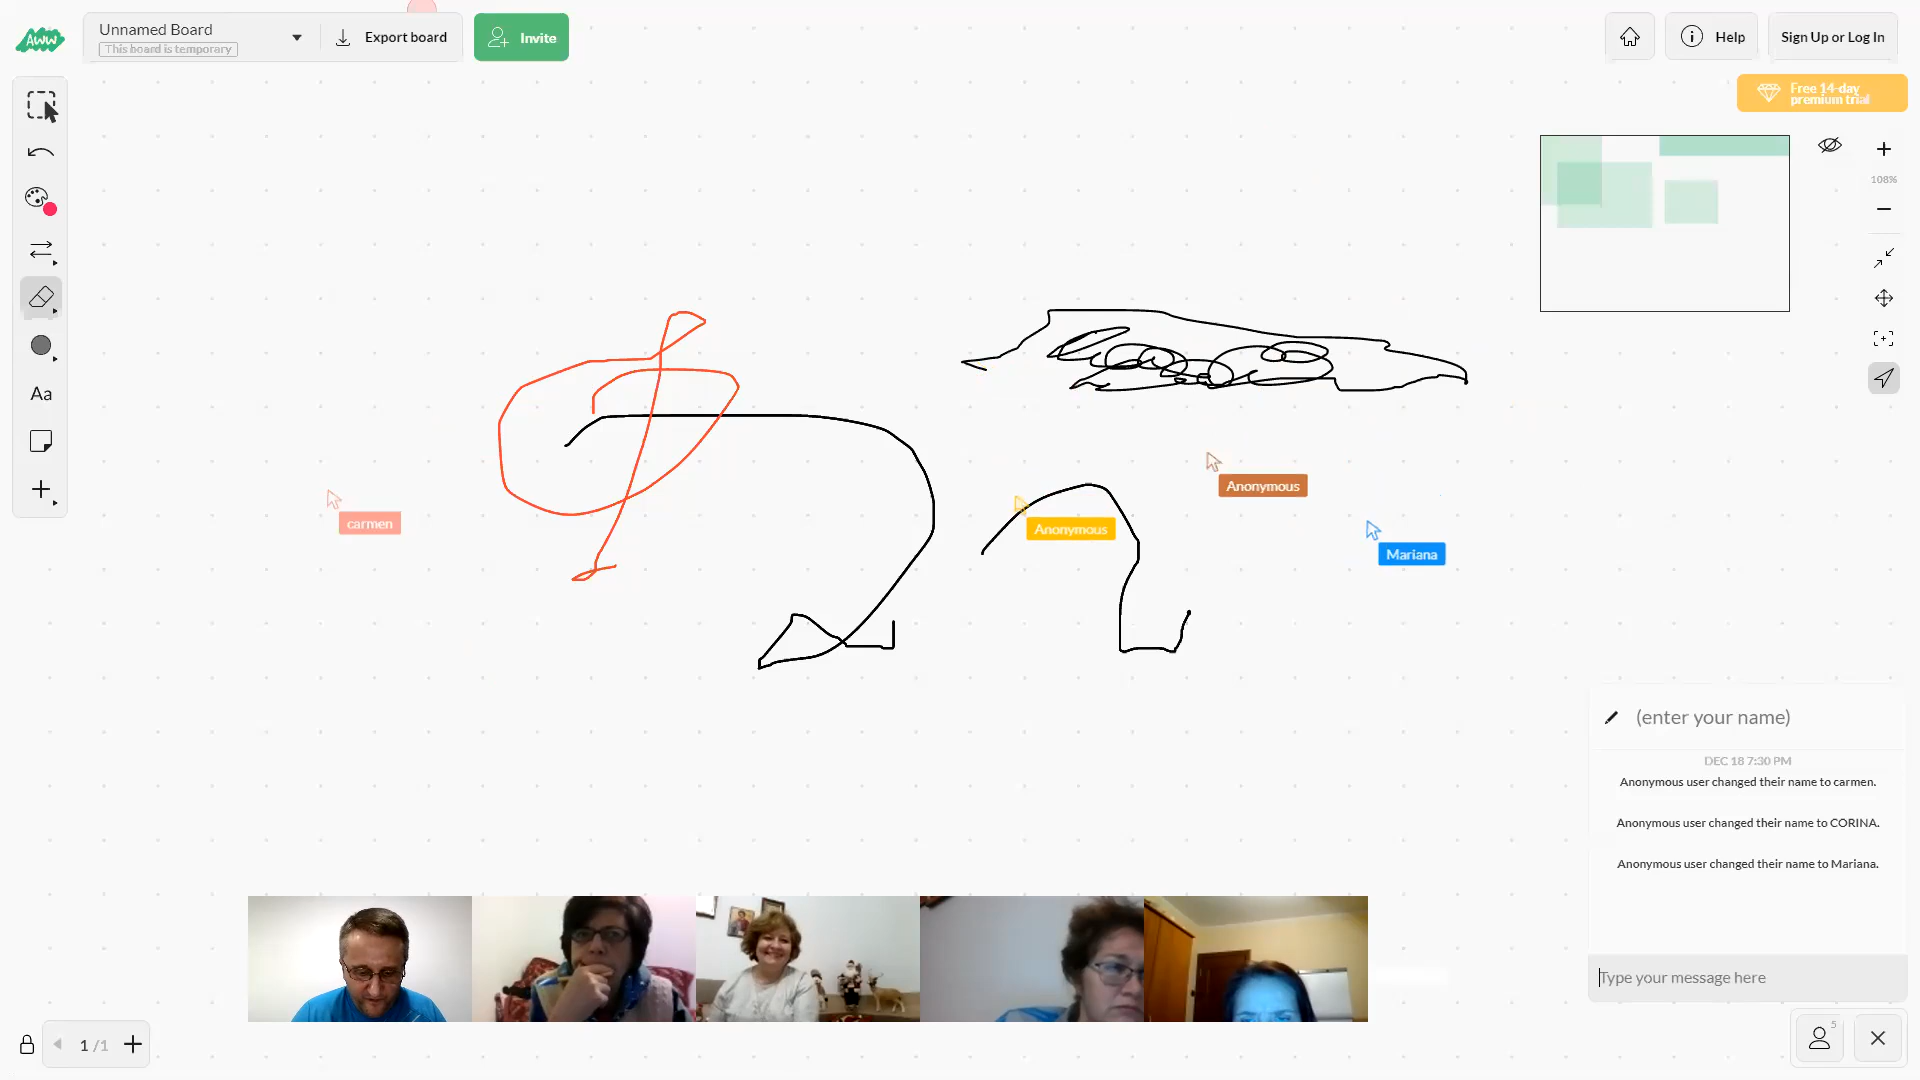 AWW
Unnamed Board
This board is temporary
Export board
Invite
Help
Sign Up or Log In
Free 14-day
premium trial
108%
Aa
carmen
Anonymous
Anonymous
Mariana
(enter your name)
DEC 18 7:30 PM
Anonymous user changed their name to carmen.
Anonymous user changed their name to CORINA.
Anonymous user changed their name to Mariana.
Type your message here
1 /1
5